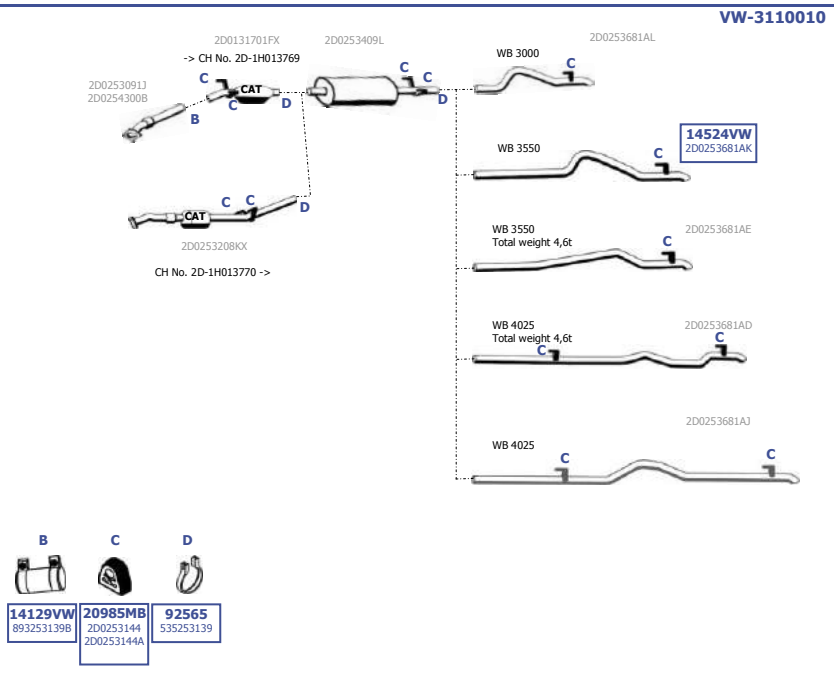 VW-3110010
2D0131701FX
2D0253409L
2D0253681AL
-> CH No. 2D-1H013769
WB 3000
C
C
C
C
2D0253091J
2D0254300B
CAT
C
D
D
B
14524VW
2D0253681AK
WB 3550
C
C
C
D
CAT
2D0253208KX
WB 3550
Total weight 4,6t
2D0253681AE
C
CH No. 2D-1H013770 ->
WB 4025
Total weight 4,6t
2D0253681AD
C
C
2D0253681AJ
WB 4025
C
C
B
C
D
14129VW
893253139B
20985MB
2D0253144
2D0253144A
92565
535253139